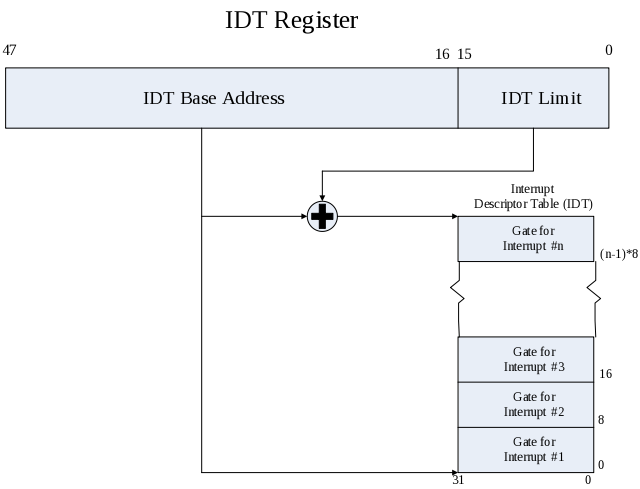 IDT Register
47 16 15 0
IDT Base Address IDT Limit
Interrupt
Descriptor Table (IDT)
Gate for
Interrupt #n
(n-1)*8
Gate for
Interrupt #3
16
Gate for
Interrupt #2
8
Gate for
Interrupt #1
0
31 0